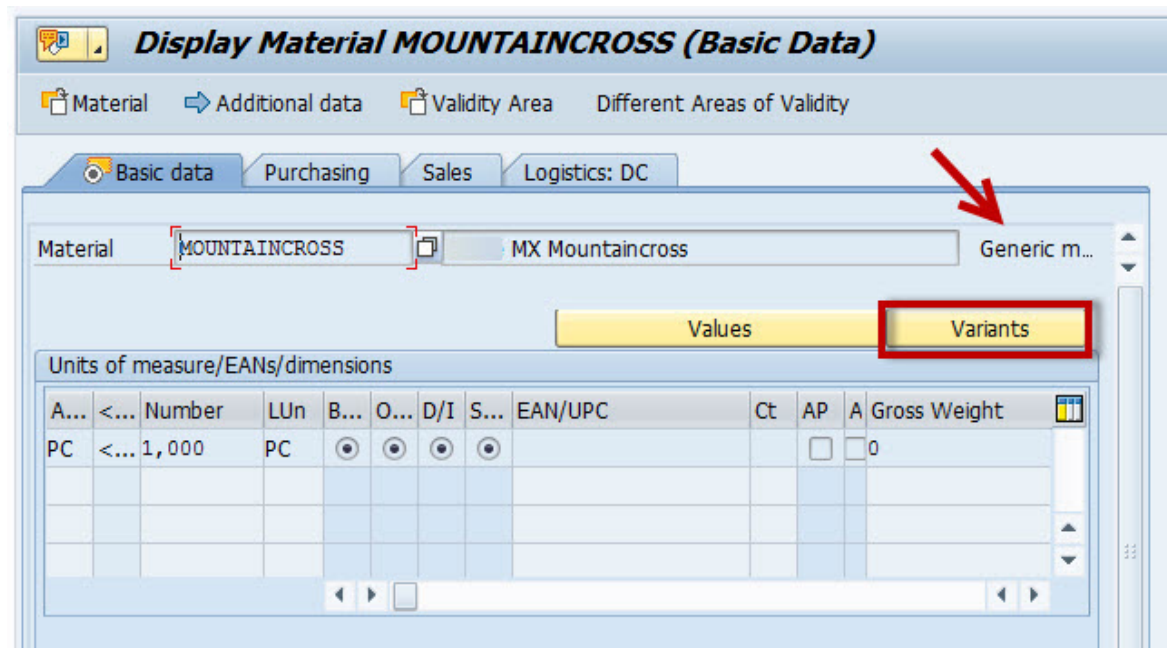 Display Material MOUNTAINCROSS (Basic Data)
Material Additional data Validity Area Different Areas of Validity
Basic data Purchasing Sales Logistics: DC
Material MOUNTAINCROSS MX Mountaincross Generic m...
Values Variants
Units of measure/EANs/dimensions
A... <... Number LUn B... O... D/I S... EAN/UPC Ct AP A Gross Weight
PC <... 1,000 PC 0